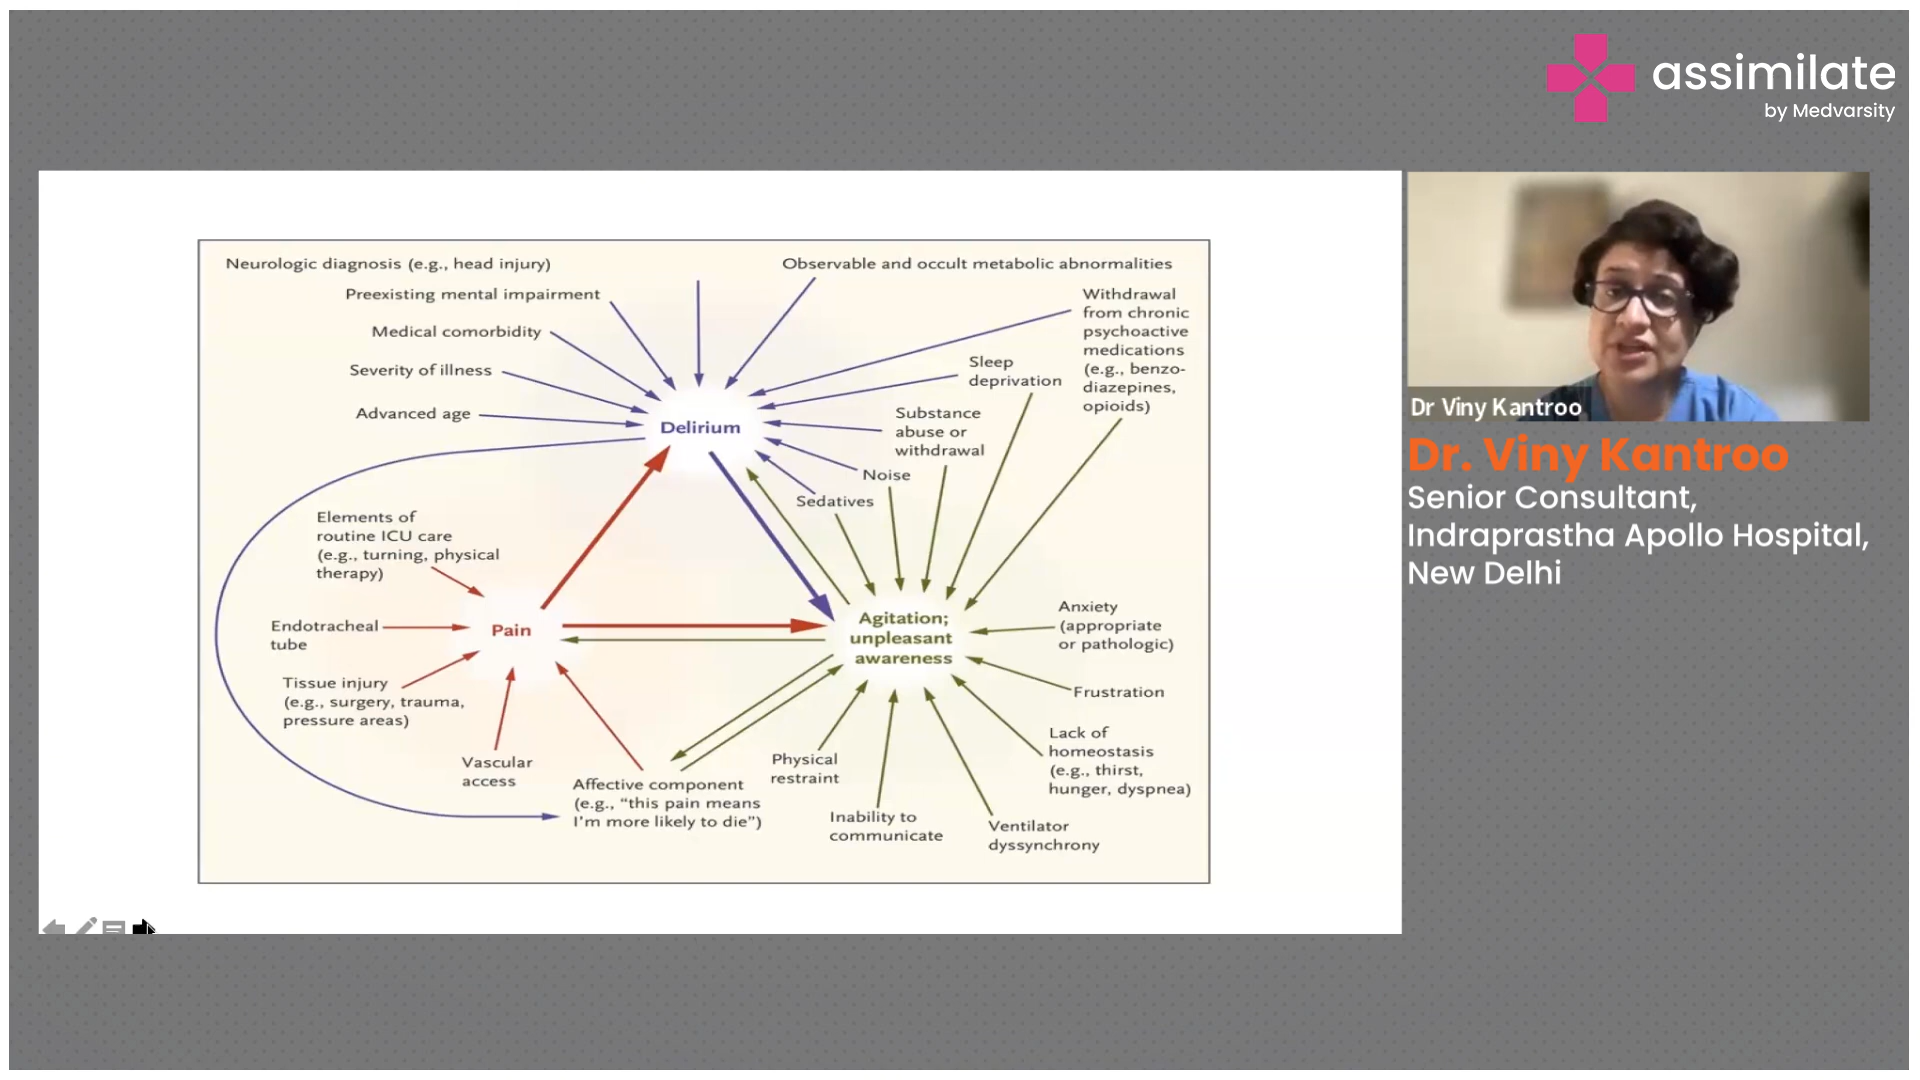 assimilate
by Medvarsity
Neurologic diagnosis (e.g., head injury)
Observable and occult metabolic abnormalities
Preexisting mental impairment
Withdrawal
from chronic
psychoactive
medications
(e.g., benzo-
diazepines,
opioids)
Medical comorbidity
Sleep
deprivation
Severity of illness
Advanced age
Substance
abuse or
withdrawal
Delirium
Noise
Sedatives
Elements of
routine ICU care
(e.g., turning, physical
therapy)
Endotracheal
tube
Pain
Agitation;
unpleasant
awareness
Anxiety
(appropriate
or pathologic)
Tissue injury
(e.g., surgery, trauma,
pressure areas)
Frustration
Vascular
access
Affective component
(e.g., “this pain means
I’m more likely to die”)
Physical
restraint
Lack of
homeostasis
(e.g., thirst,
hunger, dyspnea)
Inability to
communicate
Ventilator
dyssynchrony
Dr Viny Kantroo
Dr. Viny Kantroo
Senior Consultant,
Indraprastha Apollo Hospital,
New Delhi